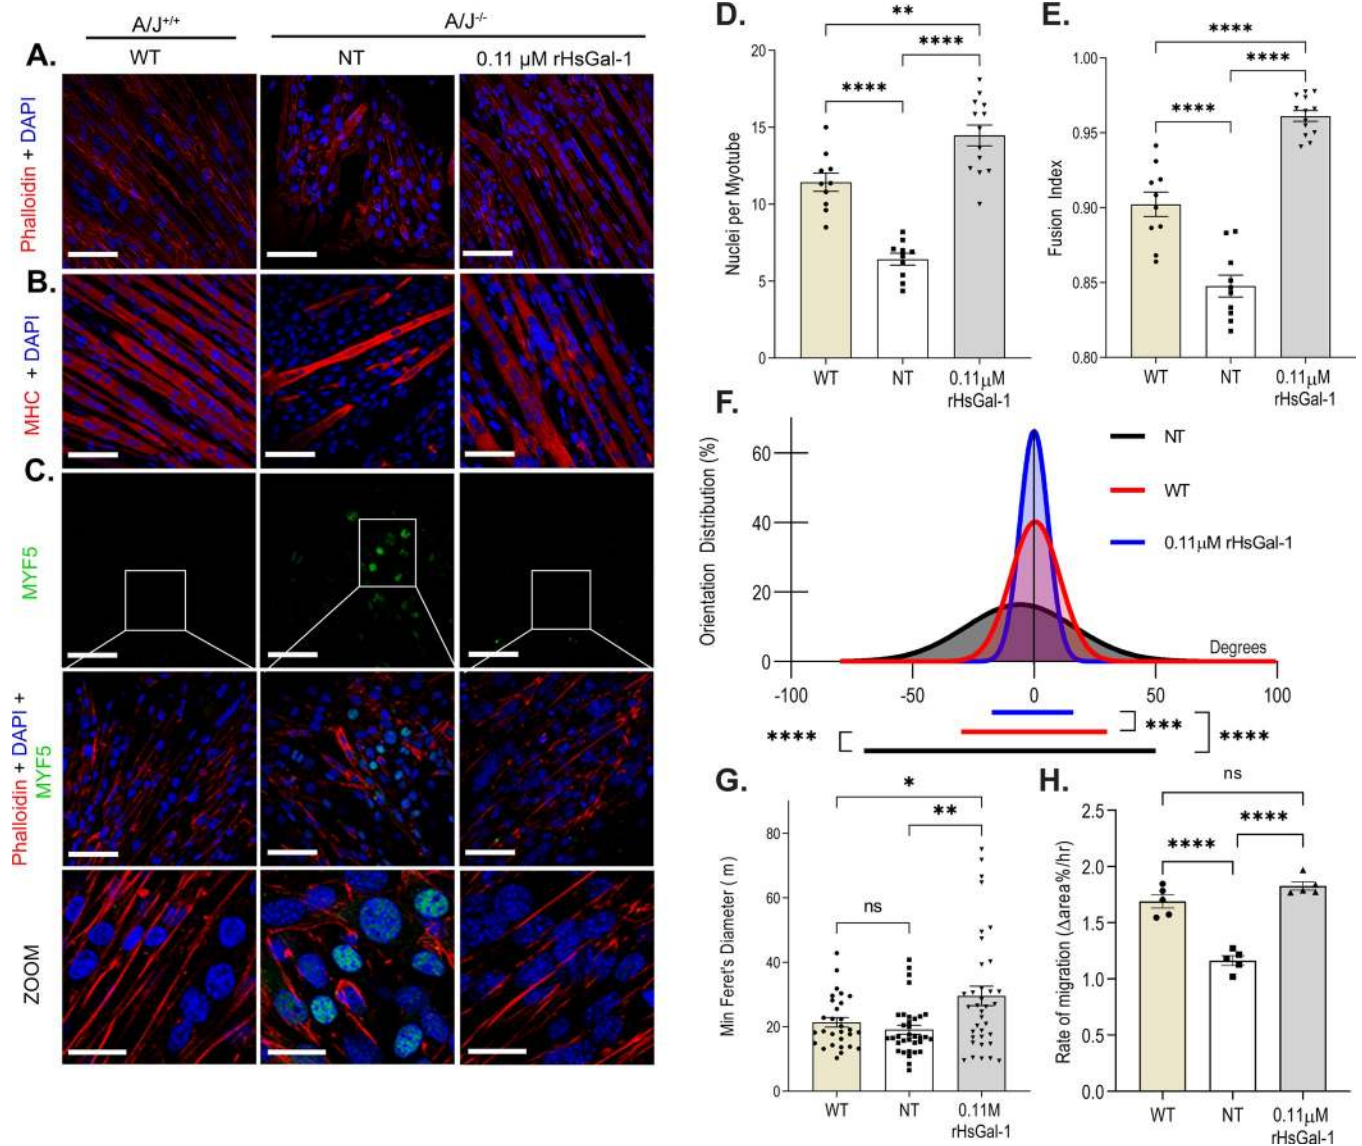 A/J+/+
A/J-/-
A.
WT
NT
0.11 μM rHsGal-1
Phalloidin + DAPI
B.
MHC + DAPI
C.
MYF5
Phalloidin + DAPI +
MYF5
ZOOM
D.
**
****
****
Nuclei per Myotube
20
15
10
5
0
WT
NT
0.11μM
rHsGal-1
E.
****
****
****
Fusion Index
1.00
0.95
0.90
0.85
0.80
WT
NT
0.11μM
rHsGal-1
F.
Orientation Distribution (%)
60
40
20
0
NT
WT
0.11μM rHsGal-1
Degrees
-100
-50
0
50
100
****
***
****
G.
*
**
ns
Min Feret's Diameter ( m)
80
60
40
20
0
WT
NT
0.11M
rHsGal-1
H.
ns
****
****
Rate of migration (Δarea%/hr)
2.5
2.0
1.5
1.0
0.5
0.0
WT
NT
0.11μM
rHsGal-1